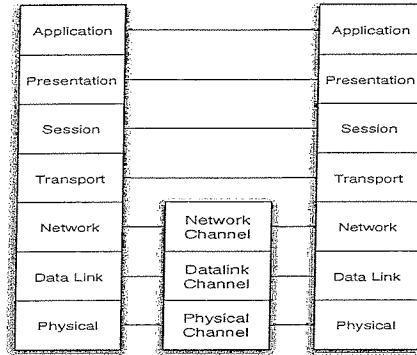 Application
Presentation
Session
Transport
Network
Data Link
Physical
Network
Channel
Datalink
Channel
Physical
Channel
Application
Presentation
Session
Transport
Network
Data Link
Physical